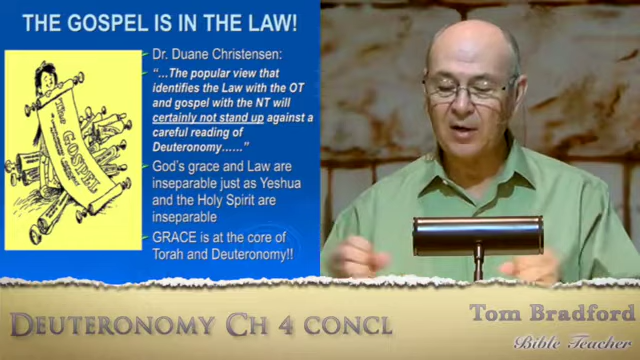 THE GOSPEL IS IN THE LAW!
Dr. Duane Christensen:
“…The popular view that
identifies the Law with the OT
and gospel with the NT will
certainly not stand up against a
careful reading of
Deuteronomy……”
God's grace and Law are
inseparable just as Yeshua
and the Holy Spirit are
inseparable
GRACE is at the core of
Torah and Deuteronomy!!
The
GOSPEL
DEUTERONOMY CH 4 CONCL
Tom Bradford
Bible Teacher